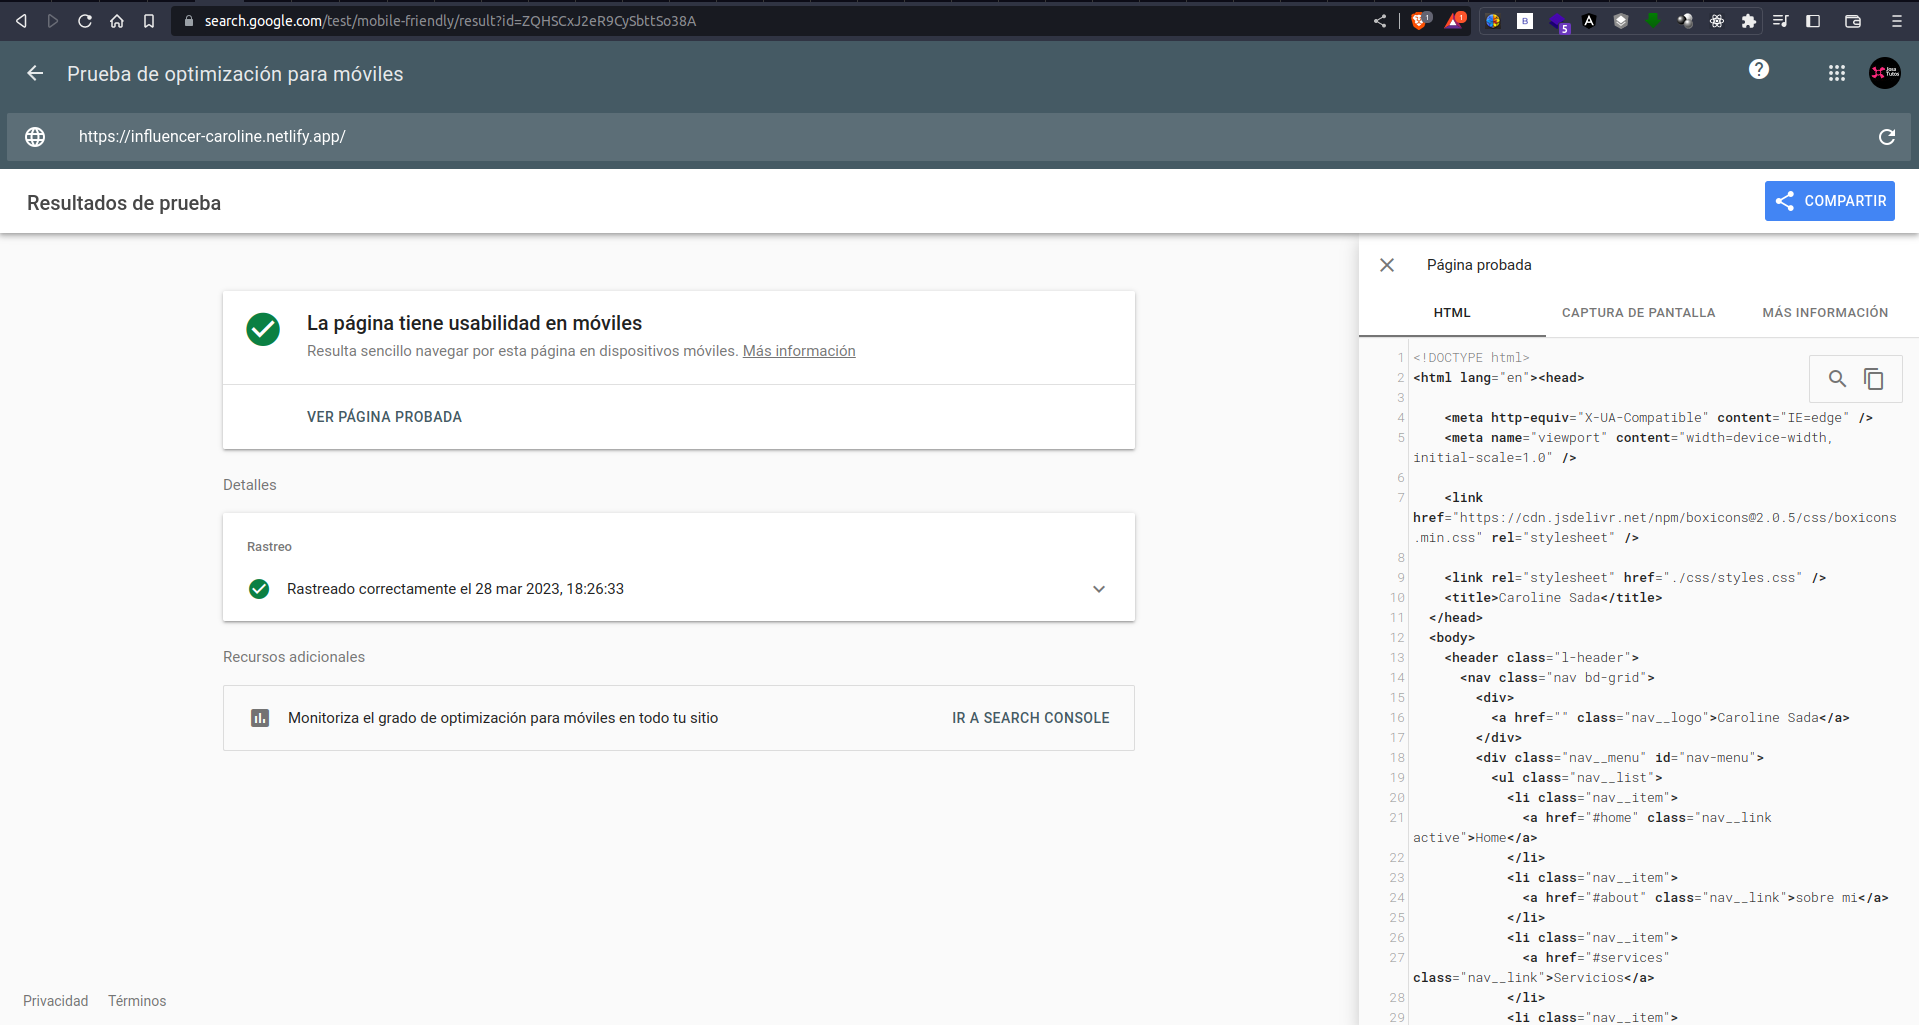 search.google.com/test/mobile-friendly/result?id=ZQHSCxJ2eR9CySbttSo38A
1
1
B
5
A
Prueba de optimización para móviles
?
Josa
Tutos
https://influencer-caroline.netlify.app/
Resultados de prueba
COMPARTIR
La página tiene usabilidad en móviles
Resulta sencillo navegar por esta página en dispositivos móviles. Más información
VER PÁGINA PROBADA
Detalles
Rastreo
Rastreado correctamente el 28 mar 2023, 18:26:33
Recursos adicionales
Monitoriza el grado de optimización para móviles en todo tu sitio
IR A SEARCH CONSOLE
Privacidad Términos
Página probada
HTML CAPTURA DE PANTALLA MÁS INFORMACIÓN
1 <!DOCTYPE html>
2 <html lang="en"><head>
3
4 <meta http-equiv="X-UA-Compatible" content="IE=edge" />
5 <meta name="viewport" content="width=device-width,
initial-scale=1.0" />
6
7 <link
href="https://cdn.jsdelivr.net/npm/boxicons@2.0.5/css/boxicons
.min.css" rel="stylesheet" />
8
9 <link rel="stylesheet" href="./css/styles.css" />
10 <title>Caroline Sada</title>
11 </head>
12 <body>
13 <header class="l-header">
14 <nav class="nav bd-grid">
15 <div>
16 <a href="" class="nav__logo">Caroline Sada</a>
17 </div>
18 <div class="nav__menu" id="nav-menu">
19 <ul class="nav__list">
20 <li class="nav__item">
21 <a href="#home" class="nav__link
active">Home</a>
22 </li>
23 <li class="nav__item">
24 <a href="#about" class="nav__link">sobre mi</a>
25 </li>
26 <li class="nav__item">
27 <a href="#services"
class="nav__link">Servicios</a>
28 </li>
29 <li class="nav__item">